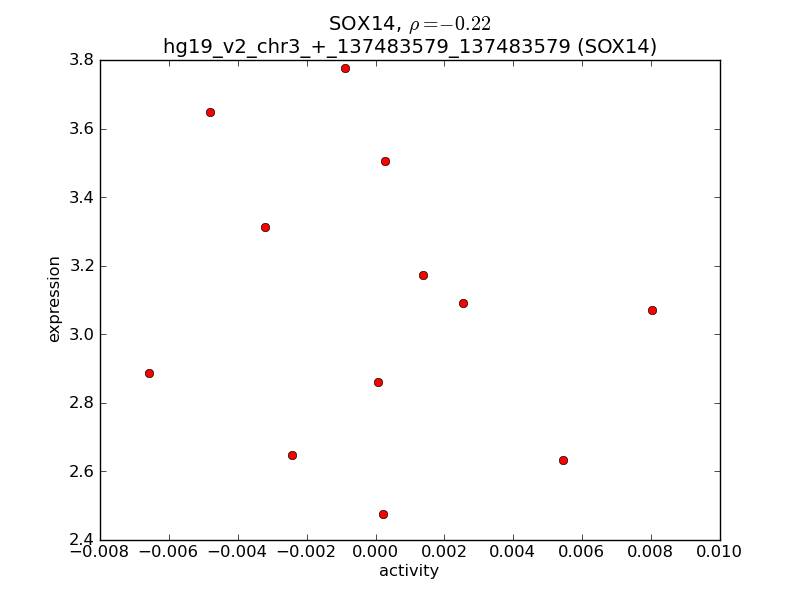 SOX14, ρ=−0.22
hg19_v2_chr3_+_137483579_137483579 (SOX14)
3.8
3.6
3.4
3.2
3.0
2.8
2.6
2.4
expression
−0.008 −0.006 −0.004 −0.002 0.000 0.002 0.004 0.006 0.008 0.010
activity